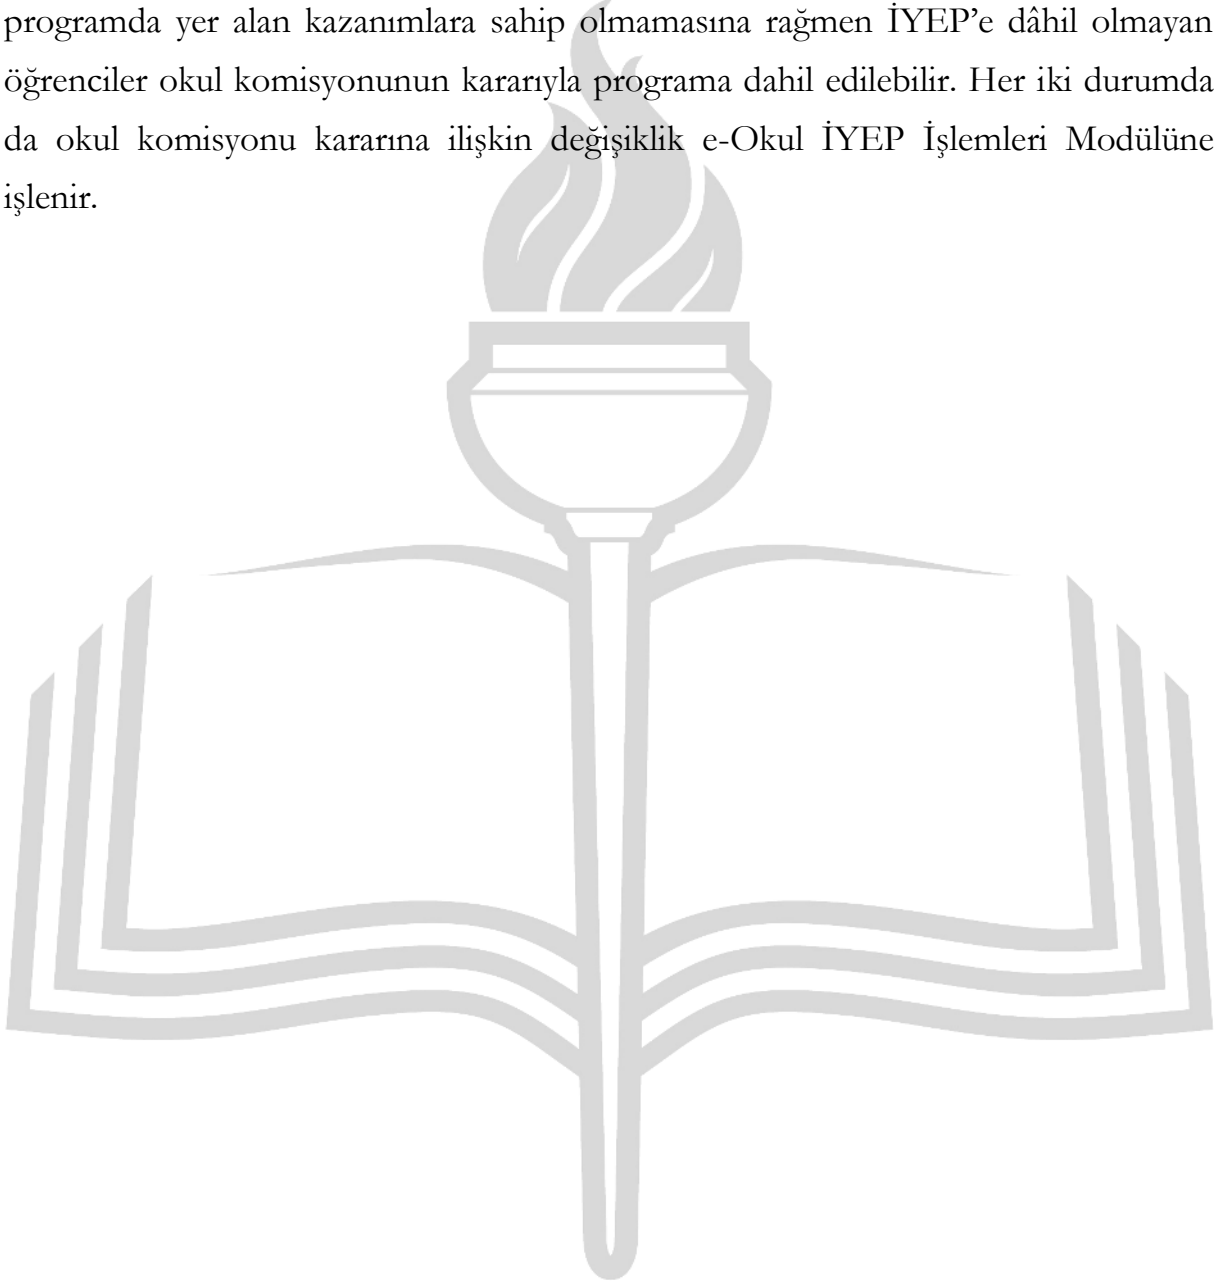 programda yer alan kazanımlara sahip olmamasına rağmen İYEP’e dâhil olmayan
öğrenciler okul komisyonunun kararıyla programa dahil edilebilir. Her iki durumda
da okul komisyonu kararına ilişkin değişiklik e-Okul İYEP İşlemleri Modülüne
işlenir.